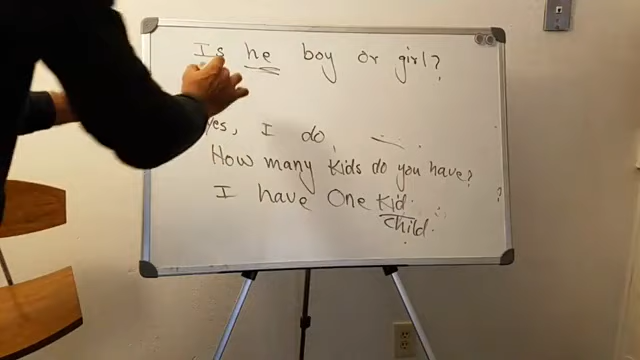 Is he boy or girl?
yes, I do
How many kids do you have?
I have One Kid.
Child.
?